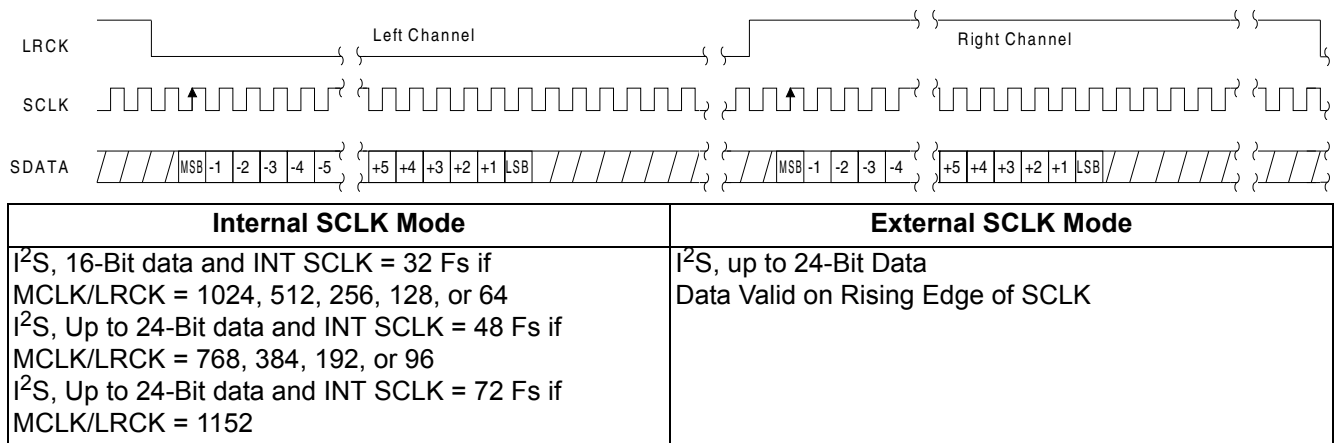 LRCK Left Channel Right Channel
SCLK
SDATA MSB -1 -2 -3 -4 -5 +5 +4 +3 +2 +1 LSB MSB -1 -2 -3 -4 +5 +4 +3 +2 +1 LSB
Internal SCLK Mode External SCLK Mode
I²S, 16-Bit data and INT SCLK = 32 Fs if
MCLK/LRCK = 1024, 512, 256, 128, or 64
I²S, Up to 24-Bit data and INT SCLK = 48 Fs if
MCLK/LRCK = 768, 384, 192, or 96
I²S, Up to 24-Bit data and INT SCLK = 72 Fs if
MCLK/LRCK = 1152
I²S, up to 24-Bit Data
Data Valid on Rising Edge of SCLK